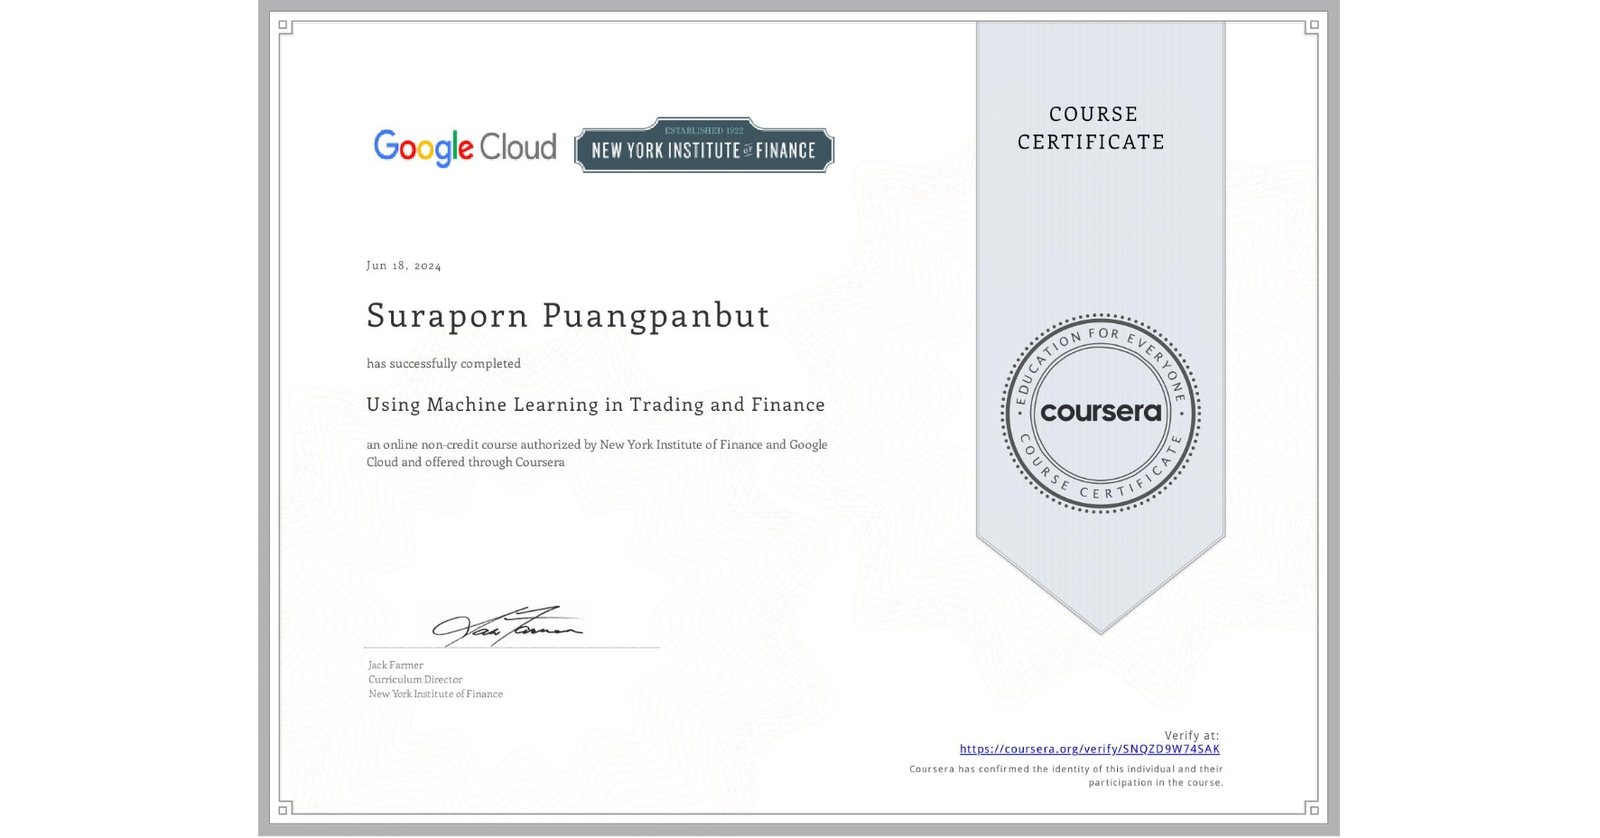 Google Cloud
ESTABLISHED 1922
NEW YORK INSTITUTE OF FINANCE
COURSE
CERTIFICATE
Jun 18, 2024
Suraporn Puangpanbut
has successfully completed
Using Machine Learning in Trading and Finance
an online non-credit course authorized by New York Institute of Finance and Google
Cloud and offered through Coursera
EDUCATION FOR EVERYONE
coursera
COURSE CERTIFICATE
Jack Farmer
Jack Farmer
Curriculum Director
New York Institute of Finance
Verify at:
https://coursera.org/verify/SNQZD9W74SAK
Coursera has confirmed the identity of this individual and their
participation in the course.